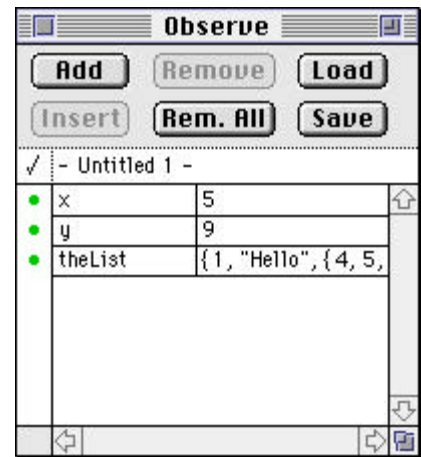 Observe
Add Remove Load
Insert Rem. All Save
✓ - Untitled 1 -
x 5
y 9
theList {1, "Hello", {4, 5,